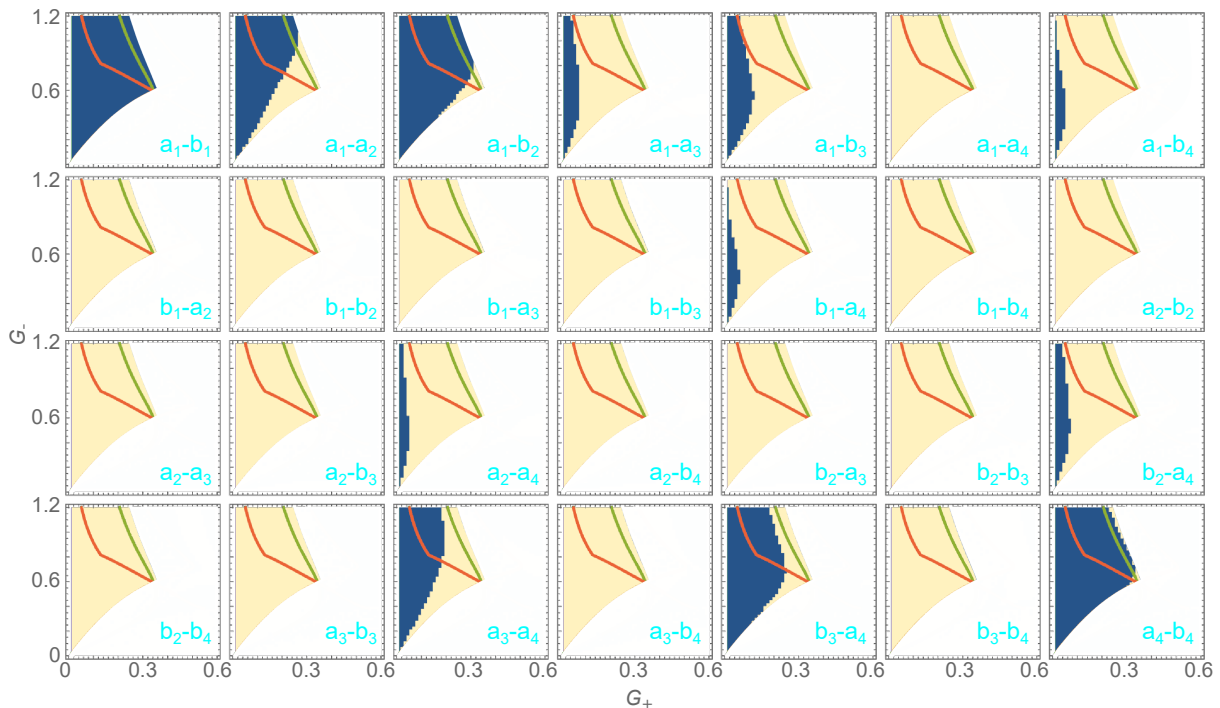 1.2
0.6
a₁-b₁
a₁-a₂
a₁-b₂
a₁-a₃
a₁-b₃
a₁-a₄
a₁-b₄
1.2
0.6
b₁-a₂
b₁-b₂
b₁-a₃
b₁-b₃
b₁-a₄
b₁-b₄
a₂-b₂
G₋
1.2
0.6
a₂-a₃
a₂-b₃
a₂-a₄
a₂-b₄
b₂-a₃
b₂-b₃
b₂-a₄
1.2
0.6
0
b₂-b₄
a₃-b₃
a₃-a₄
a₃-b₄
b₃-a₄
b₃-b₄
a₄-b₄
0 0.3 0.6 0.3 0.6 0.3 0.6 0.3 0.6 0.3 0.6 0.3 0.6 0.3 0.6
G₊